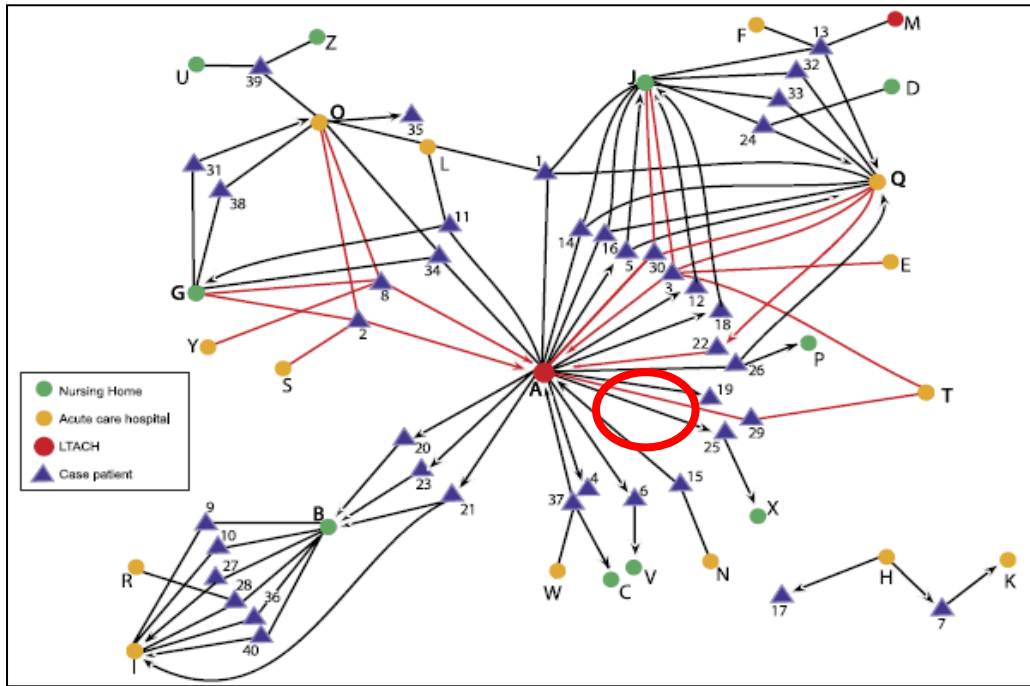 Z
F
13
M
U
39
32
J
33
D
O
35
24
L
31
1
Q
38
11
14
16
5
34
30
E
G
8
3
12
2
18
Y
22
S
26
P
A
19
T
Nursing Home
Acute care hospital
LTACH
Case patient
29
25
20
23
4
15
37
6
21
X
9
B
10
27
R
28
36
W
C
V
N
H
K
17
7
40
I